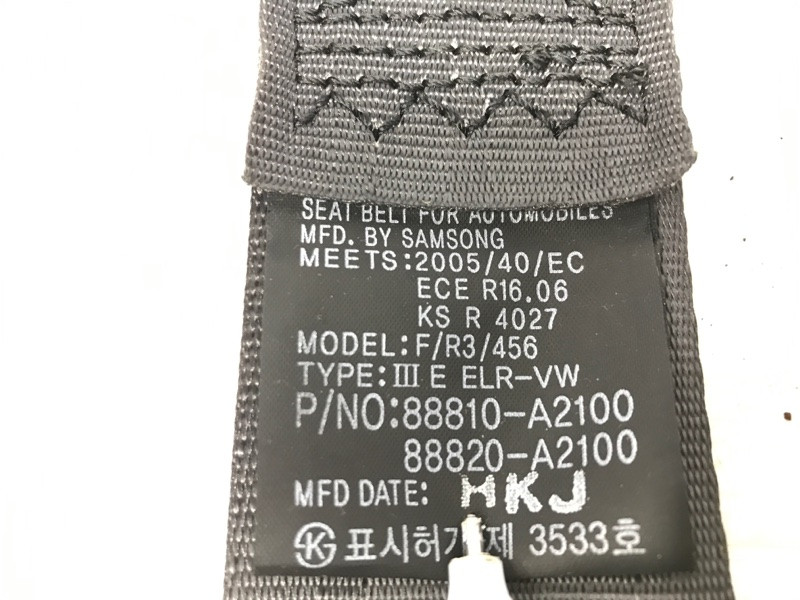 SEAT BELT FOR AUTOMOBILES
MFD. BY SAMSONG
MEETS:2005/40/EC
ECE R16.06
KS R 4027
MODEL:F/R3/456
TYPE:Ⅲ E ELR-VW
P/NO:88810-A2100
88820-A2100
MFD DATE: HKJ
표시허가제 3533호